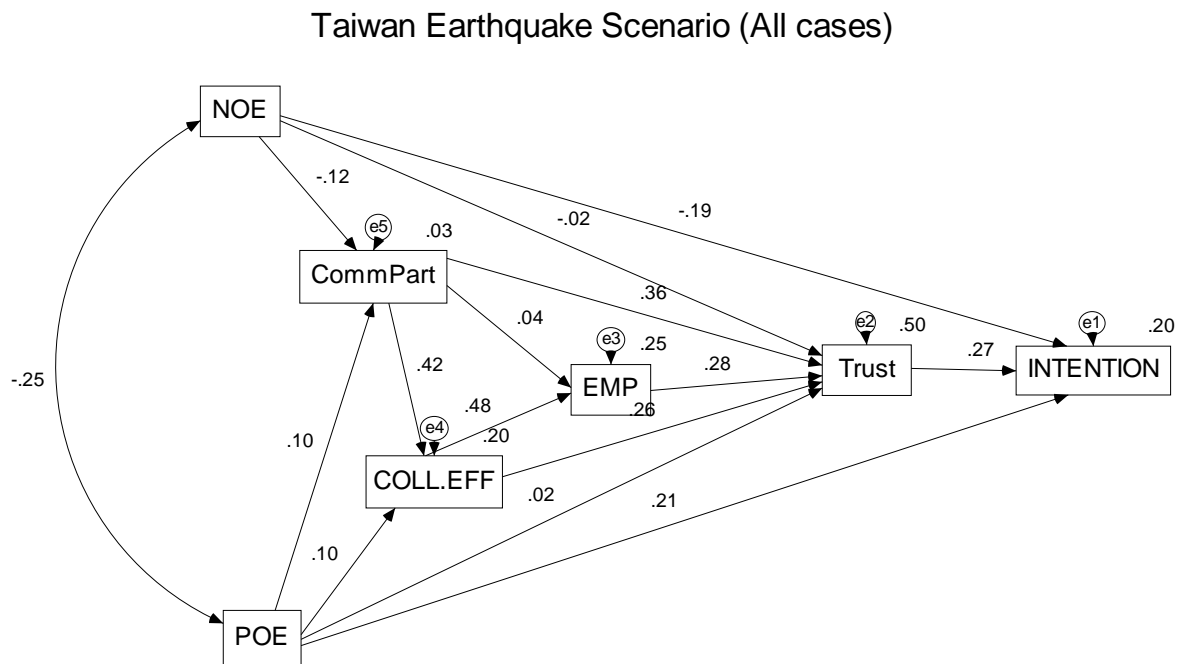 Taiwan Earthquake Scenario (All cases)
NOE
-.12
-.02
-.19
e5
.03
CommPart
.36
.04
e3
.25
e2
.50
e1
.20
-.25
.42
EMP
.28
Trust
.27
INTENTION
.48
.26
e4
.20
.10
COLL.EFF
.02
.21
.10
POE